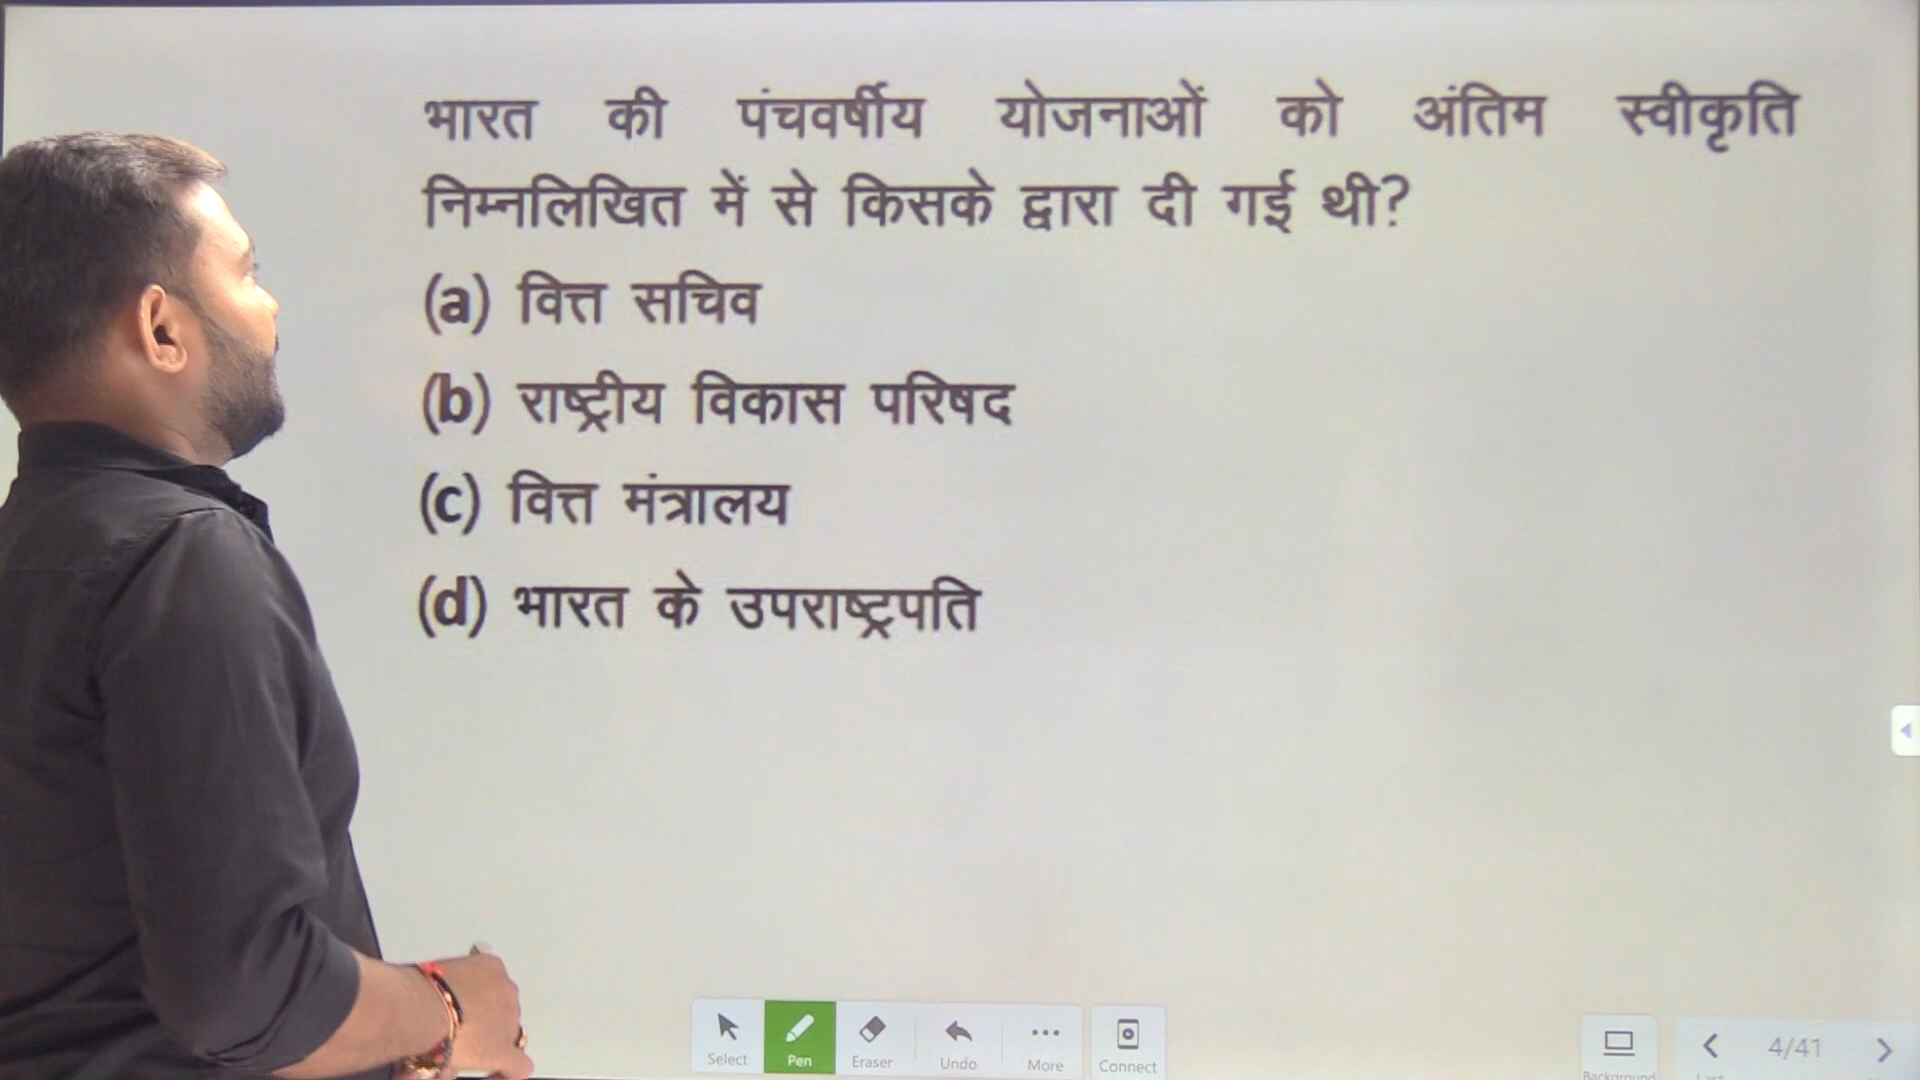 भारत की पंचवर्षीय योजनाओं को अंतिम स्वीकृति
निम्नलिखित में से किसके द्वारा दी गई थी?
(a) वित्त सचिव
(b) राष्ट्रीय विकास परिषद
(c) वित्त मंत्रालय
(d) भारत के उपराष्ट्रपति
Select Pen Eraser Undo More Connect
Background 4/41